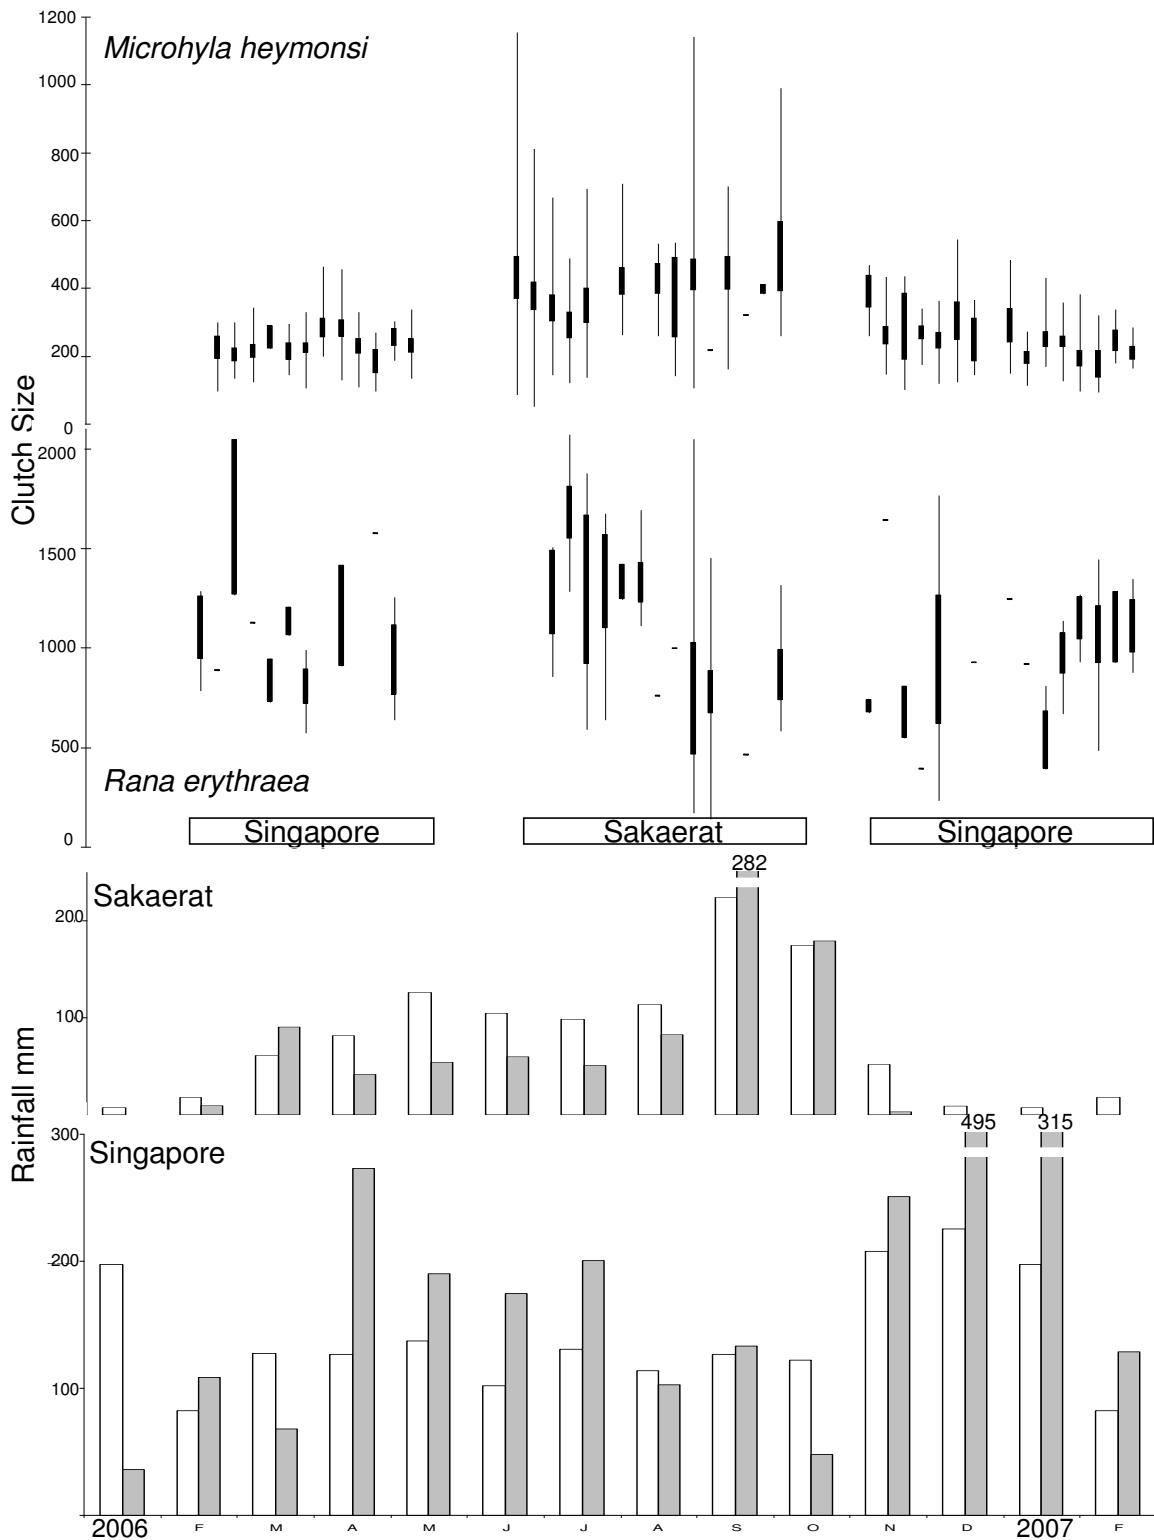 1200
Microhyla heymonsi
1000
800
600
400
200
0
Clutch Size
2000
1500
1000
500
Rana erythraea
0
Singapore
Sakaerat
Singapore
Sakaerat
282
200
100
Rainfall mm
300
Singapore
495
315
200
100
2006 F M A M J J A S O N D 2007 F